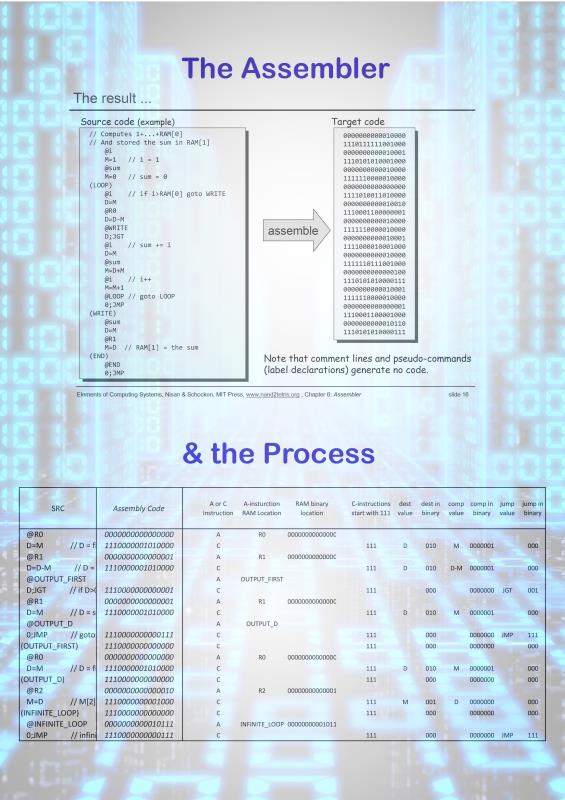 The Assembler
The result ...
Source code (example)
// Computes 1+...+RAM[0]
// And stored the sum in RAM[1]
@i
M=1 // i = 1
@sum
M=0 // sum = 0
(LOOP)
@i // if i>RAM[0] goto WRITE
D=M
@R0
D=D-M
@WRITE
D;JGT
@i // sum += i
D=M
@sum
M=D+M
@i // i++
M=M+1
@LOOP // goto LOOP
0;JMP
(WRITE)
@sum
D=M
@R1
M=D // RAM[1] = the sum
(END)
@END
0;JMP
assemble
Target code
0000000000010000
1110111111001000
0000000000010001
1110101010001000
0000000000010000
1111110000010000
0000000000000000
1111010011010000
0000000000010010
1110001100000001
0000000000010000
1111110000010000
0000000000010001
1111000010001000
0000000000010000
1111110111001000
0000000000000100
1110101010000111
0000000000010001
1111110000010000
0000000000000001
1110001100001000
0000000000010110
1110101010000111
Note that comment lines and pseudo-commands
(label declarations) generate no code.
Elements of Computing Systems, Nisan & Schocken, MIT Press, www.nand2tetris.org , Chapter 6: Assembler slide 16
& the Process
SRC Assembly Code A or C Instruction A-insturction RAM Location RAM binary location C-instructions start with 111 dest value dest in binary comp value comp in binary jump value jump in binary
@R0 0000000000000000 A R0 000000000000C
D=M // D = fi 1110000001010000 C 111 D 010 M 0000001 000
@R1 0000000000000001 A R1 000000000000C
D=D-M // D = 1110000001010000 C 111 D 010 D-M 0000001 000
@OUTPUT_FIRST A OUTPUT_FIRST
D;JGT // if D>( 1110000000000001 C 111 000 0000000 JGT 001
@R1 0000000000000001 A R1 000000000000C
D=M // D = s 1110000001010000 C 111 D 010 M 0000001 000
@OUTPUT_D A OUTPUT_D
0;JMP // goto 1110000000000111 C 111 000 0000000 JMP 111
(OUTPUT_FIRST) 1110000000000000 C 111 000 0000000 000
@R0 0000000000000000 A R0 000000000000C
D=M // D = fi 1110000001010000 C 111 D 010 M 0000001 000
(OUTPUT_D) 1110000000000000 C 111 000 0000000 000
@R2 0000000000000010 A R2 0000000000001
M=D // M[2] 1110000000001000 C 111 M 001 D 0000000 000
(INFINITE_LOOP) 1110000000000000 C 111 000 0000000 000
@INFINITE_LOOP 0000000000010111 A INFINITE_LOOP 00000000001011
0;JMP // infini 1110000000000111 C 111 000 0000000 JMP 111